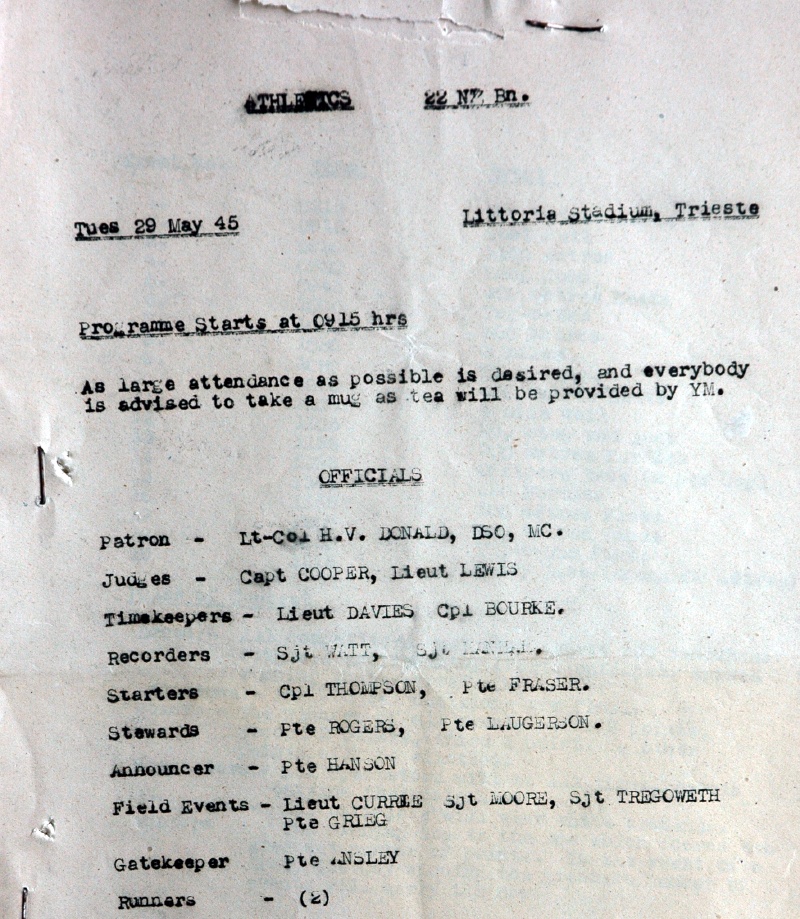 ATHLETICS 22 NZ Bn.
Tues 29 May 45 Littoria Stadium, Trieste
Programme Starts at 0915 hrs
As large attendance as possible is desired, and everybody
is advised to take a mug as tea will be provided by YM.
OFFICIALS
Patron - Lt-Col H.V. DONALD, DSO, MC.
Judges - Capt COOPER, Lieut LEWIS
Timekeepers - Lieut DAVIES Cpl BOURKE.
Recorders - Sjt WATT, Sjt
Starters - Cpl THOMPSON, Pte FRASER.
Stewards - Pte ROGERS, Pte LAUGERSON.
Announcer - Pte HANSON
Field Events - Lieut CURRIE Sjt MOORE, Sjt TREGOWETH
Pte GRIEG
Gatekeeper Pte ANSLEY
Runners - (2)